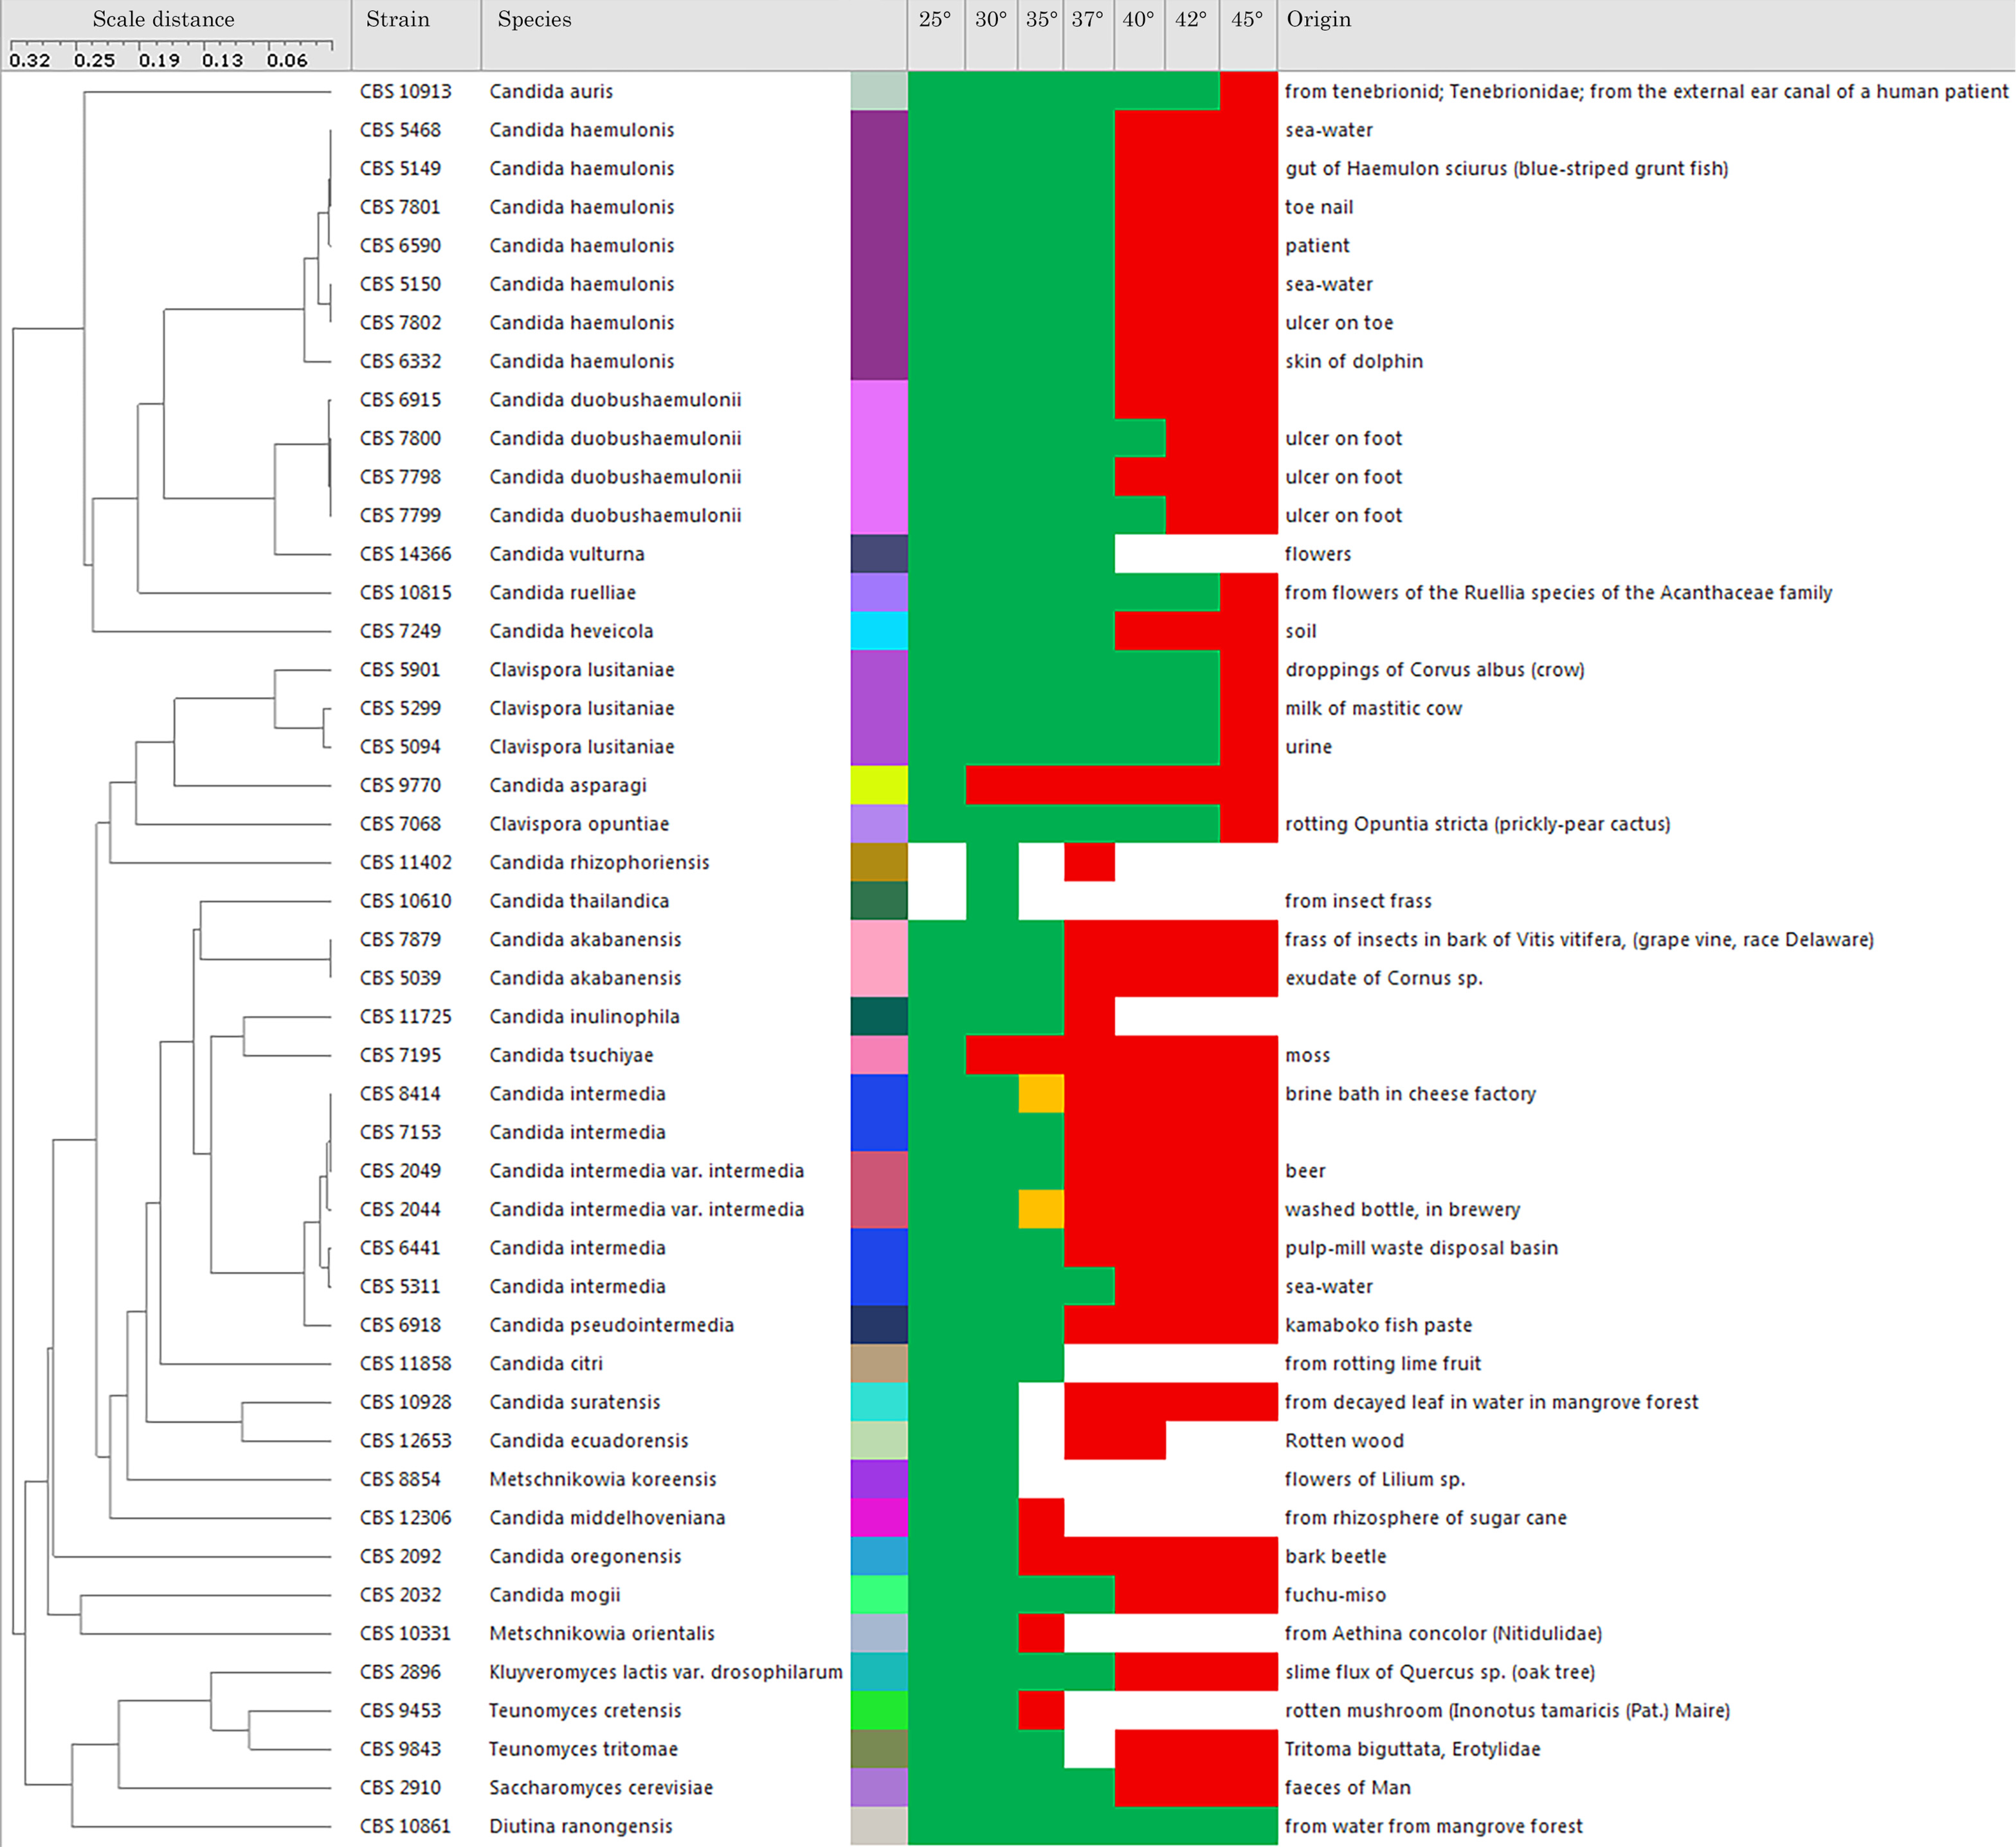 Scale distance Strain Species 25° 30° 35° 37° 40° 42° 45° Origin
0.32 0.25 0.19 0.13 0.06
CBS 10913 Candida auris from tenebrionid; Tenebrionidae; from the external ear canal of a human patient
CBS 5468 Candida haemulonis sea-water
CBS 5149 Candida haemulonis gut of Haemulon sciurus (blue-striped grunt fish)
CBS 7801 Candida haemulonis toe nail
CBS 6590 Candida haemulonis patient
CBS 5150 Candida haemulonis sea-water
CBS 7802 Candida haemulonis ulcer on toe
CBS 6332 Candida haemulonis skin of dolphin
CBS 6915 Candida duobushaemulonii
CBS 7800 Candida duobushaemulonii ulcer on foot
CBS 7798 Candida duobushaemulonii ulcer on foot
CBS 7799 Candida duobushaemulonii ulcer on foot
CBS 14366 Candida vulturna flowers
CBS 10815 Candida ruelliae from flowers of the Ruellia species of the Acanthaceae family
CBS 7249 Candida heveicola soil
CBS 5901 Clavispora lusitaniae droppings of Corvus albus (crow)
CBS 5299 Clavispora lusitaniae milk of mastitic cow
CBS 5094 Clavispora lusitaniae urine
CBS 9770 Candida asparagi
CBS 7068 Clavispora opuntiae rotting Opuntia stricta (prickly-pear cactus)
CBS 11402 Candida rhizophoriensis
CBS 10610 Candida thailandica from insect frass
CBS 7879 Candida akabanensis frass of insects in bark of Vitis vitifera, (grape vine, race Delaware)
CBS 5039 Candida akabanensis exudate of Cornus sp.
CBS 11725 Candida inulinophila
CBS 7195 Candida tsuchiyae moss
CBS 8414 Candida intermedia brine bath in cheese factory
CBS 7153 Candida intermedia
CBS 2049 Candida intermedia var. intermedia beer
CBS 2044 Candida intermedia var. intermedia washed bottle, in brewery
CBS 6441 Candida intermedia pulp-mill waste disposal basin
CBS 5311 Candida intermedia sea-water
CBS 6918 Candida pseudointermedia kamaboko fish paste
CBS 11858 Candida citri from rotting lime fruit
CBS 10928 Candida suratensis from decayed leaf in water in mangrove forest
CBS 12653 Candida ecuadorensis Rotten wood
CBS 8854 Metschnikowia koreensis flowers of Lilium sp.
CBS 12306 Candida middelhoveniana from rhizosphere of sugar cane
CBS 2092 Candida oregonensis bark beetle
CBS 2032 Candida mogii fuchu-miso
CBS 10331 Metschnikowia orientalis from Aethina concolor (Nitidulidae)
CBS 2896 Kluyveromyces lactis var. drosophilarum slime flux of Quercus sp. (oak tree)
CBS 9453 Teunomyces cretensis rotten mushroom (Inonotus tamaricis (Pat.) Maire)
CBS 9843 Teunomyces tritomae Tritoma biguttata, Erotylidae
CBS 2910 Saccharomyces cerevisiae faeces of Man
CBS 10861 Diutina ranongensis from water from mangrove forest